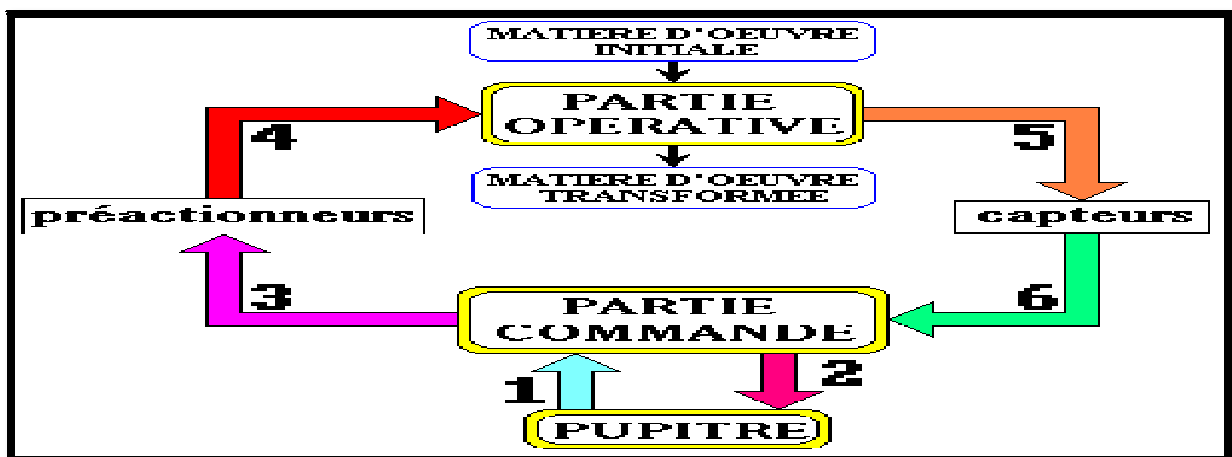 MATIERE D'OEUVRE
INITIALE
PARTIE
OPERATIVE
4
5
MATIERE D'OEUVRE
TRANSFORMEE
préactionneurs
capteurs
3
PARTIE
COMMANDE
6
1
2
PUPITRE